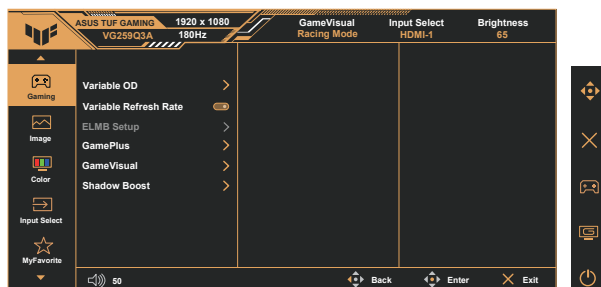 ASUS TUF GAMING 1920 x 1080 GameVisual Input Select Brightness
VG259Q3A 180Hz Racing Mode HDMI-1 65
Gaming
Image
Color
Input Select
MyFavorite
Variable OD
Variable Refresh Rate
ELMB Setup
GamePlus
GameVisual
Shadow Boost
50 Back Enter Exit